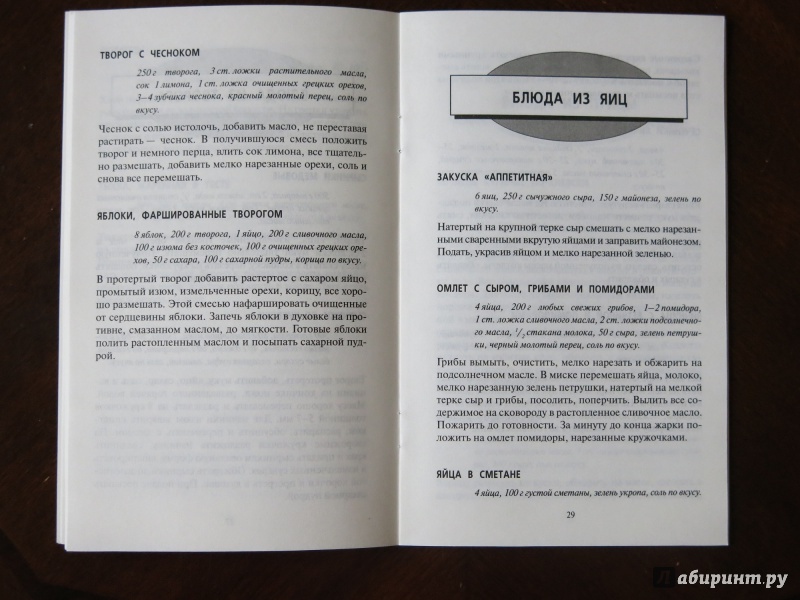 ТВОРОГ С ЧЕСНОКОМ
250 г творога, 3 ст. ложки растительного масла,
сок 1 лимона, 1 ст. ложка очищенных грецких орехов,
3–4 зубчика чеснока, красный молотый перец, соль по
вкусу.
Чеснок с солью истолочь, добавить масло, не переставая
растирать — чеснок. В получившуюся смесь положить
творог и немного перца, влить сок лимона, все тщатель-
но размешать, добавить мелко нарезанные орехи, соль и
снова все перемешать.
ЯБЛОКИ, ФАРШИРОВАННЫЕ ТВОРОГОМ
8 яблок, 200 г творога, 1 яйцо, 200 г сливочного масла,
100 г изюма без косточек, 100 г очищенных грецких оре-
хов, 50 г сахара, 100 г сахарной пудры, корица по вкусу.
В протертый творог добавить растертое с сахаром яйцо,
промытый изюм, измельченные орехи, корицу, все хо-
рошо размешать. Этой смесью нафаршировать очищенные
от сердцевины яблоки. Запечь яблоки в духовке на про-
тивне, смазанном маслом, до мягкости. Готовые яблоки
полить растопленным маслом и посыпать сахарной пуд-
рой.
БЛЮДА ИЗ ЯИЦ
ЗАКУСКА «АППЕТИТНАЯ»
6 яиц, 250 г сычужного сыра, 150 г майонеза, зелень по
вкусу.
Натертый на крупной терке сыр смешать с мелко нарезан-
ными сваренными вкрутую яйцами и заправить майонезом.
Подать, украсив яйцом и мелко нарезанной зеленью.
ОМЛЕТ С СЫРОМ, ГРИБАМИ И ПОМИДОРАМИ
4 яйца, 200 г любых свежих грибов, 1–2 помидора,
1 ст. ложка сливочного масла, 2 ст. ложки подсолнечно-
го масла, 1/2 стакана молока, 50 г сыра, зелень петруш-
ки, черный молотый перец, соль по вкусу.
Грибы вымыть, очистить, мелко нарезать и обжарить на
подсолнечном масле. В миске перемешать яйца, молоко,
мелко нарезанную зелень петрушки, натертый на мелкой
терке сыр и грибы, посолить, поперчить. Вылить все со-
держимое на сковороду в растопленное сливочное масло.
Пожарить до готовности. За минуту до конца жарки по-
ложить на омлет помидоры, нарезанные кружочками.
ЯЙЦА В СМЕТАНЕ
4 яйца, 100 г густой сметаны, зелень укропа, соль по вкусу.
29
Лабиринт.ру